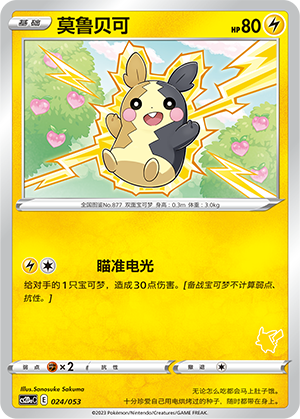 基础 莫鲁贝可 HP80
全国图鉴No.877 双面宝可梦 身高:0.3m 体重:3.0kg
瞄准电光
给对手的1只宝可梦,造成30点伤害。[备战宝可梦不计算弱点、
抗性。]
弱点 ×2 抗性 撤退
Illus.Sanosuke Sakuma
E 024/053
无论怎么吃都会马上肚子饿。
十分珍爱自己用电烘烤过的种子,随时都带在身上。
©2023 Pokémon/Nintendo/Creatures/GAME FREAK.